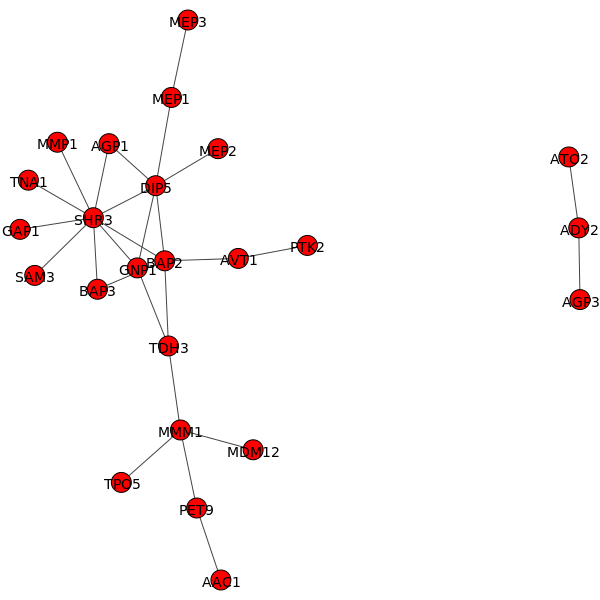 MEP3
MEP1
MMP1
AGP1
MEP2
ATO2
TNA1
DIP5
SHR3
GAP1
ADY2
PTK2
AVT1
BAP2
GNP1
SAM3
BAP3
AGP3
TDH3
MMM1
MDM12
TPO5
PET9
AAC1